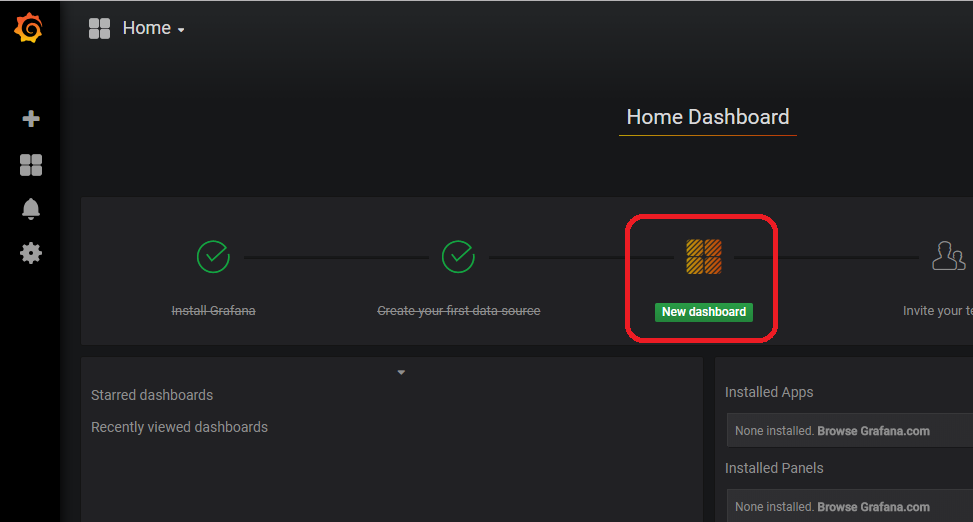 Home
Home Dashboard
Install Grafana
Create your first data source
New dashboard
Invite your te
Starred dashboards
Recently viewed dashboards
Installed Apps
None installed. Browse Grafana.com
Installed Panels
None installed. Browse Grafana.com